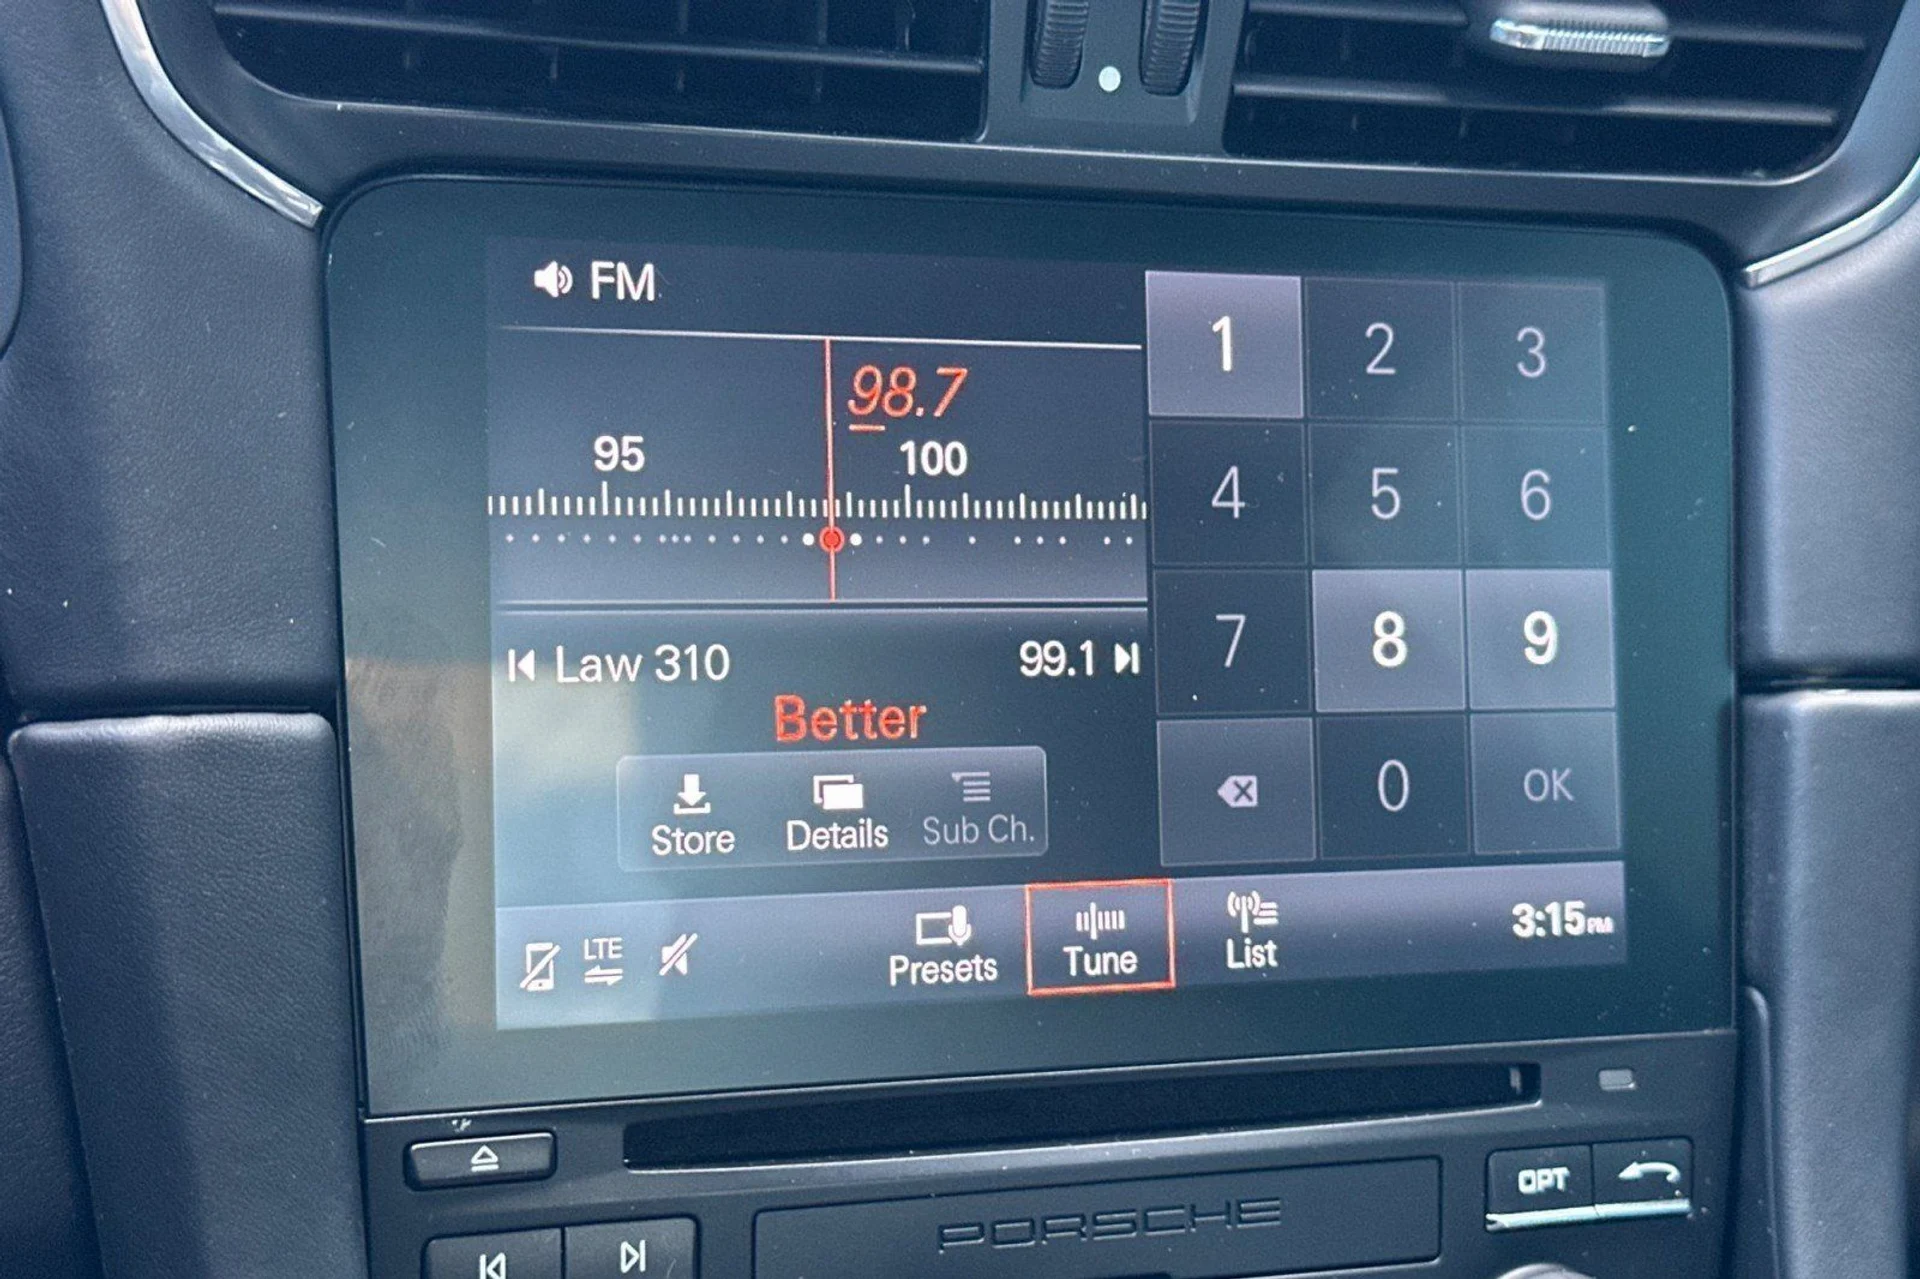 FM
98.7
95 100
Law 310 99.1
Better
Store Details Sub Ch.
1 2 3
4 5 6
7 8 9
0 OK
LTE
Presets Tune List
3:15PM
OPT
PORSCHE